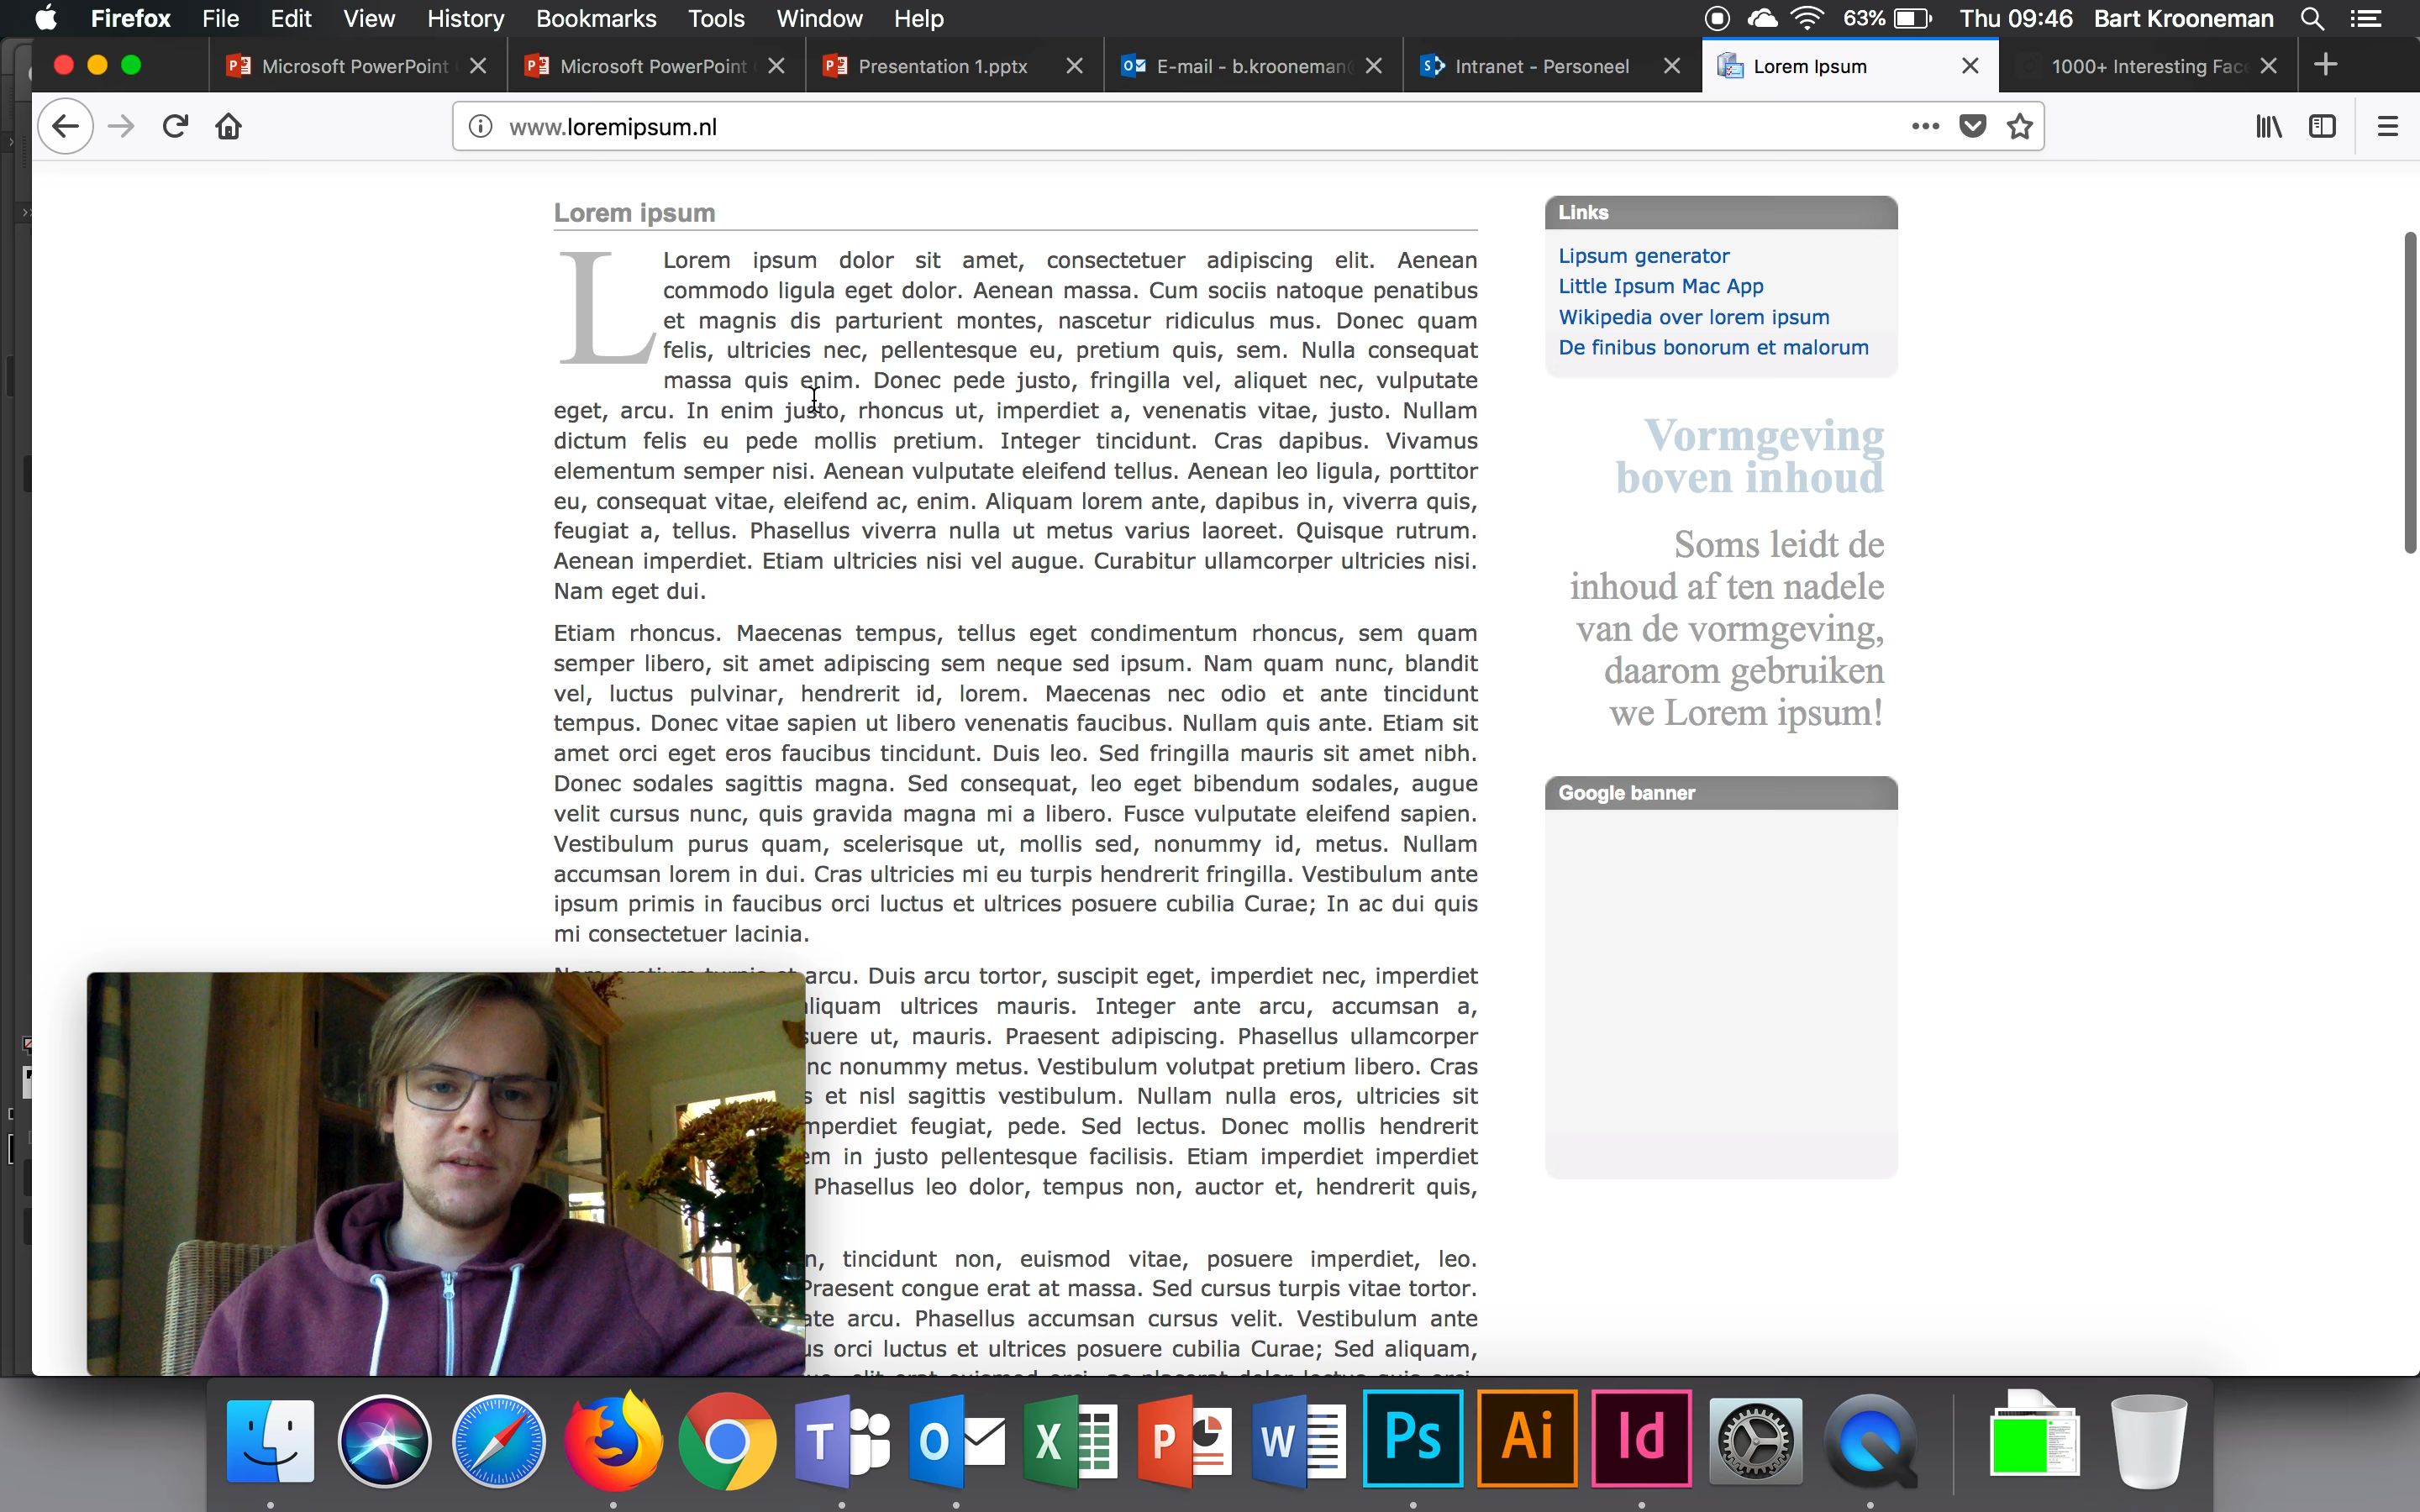 Firefox File Edit View History Bookmarks Tools Window Help 63% Thu 09:46 Bart Krooneman
Microsoft PowerPoint Microsoft PowerPoint Presentation 1.pptx E-mail - b.krooneman Intranet - Personeel Lorem Ipsum 1000+ Interesting Fac
www.loremipsum.nl
Lorem ipsum
L
Lorem ipsum dolor sit amet, consectetuer adipiscing elit. Aenean
commodo ligula eget dolor. Aenean massa. Cum sociis natoque penatibus
et magnis dis parturient montes, nascetur ridiculus mus. Donec quam
felis, ultricies nec, pellentesque eu, pretium quis, sem. Nulla consequat
massa quis enim. Donec pede justo, fringilla vel, aliquet nec, vulputate
eget, arcu. In enim justo, rhoncus ut, imperdiet a, venenatis vitae, justo. Nullam
dictum felis eu pede mollis pretium. Integer tincidunt. Cras dapibus. Vivamus
elementum semper nisi. Aenean vulputate eleifend tellus. Aenean leo ligula, porttitor
eu, consequat vitae, eleifend ac, enim. Aliquam lorem ante, dapibus in, viverra quis,
feugiat a, tellus. Phasellus viverra nulla ut metus varius laoreet. Quisque rutrum.
Aenean imperdiet. Etiam ultricies nisi vel augue. Curabitur ullamcorper ultricies nisi.
Nam eget dui.
Etiam rhoncus. Maecenas tempus, tellus eget condimentum rhoncus, sem quam
semper libero, sit amet adipiscing sem neque sed ipsum. Nam quam nunc, blandit
vel, luctus pulvinar, hendrerit id, lorem. Maecenas nec odio et ante tincidunt
tempus. Donec vitae sapien ut libero venenatis faucibus. Nullam quis ante. Etiam sit
amet orci eget eros faucibus tincidunt. Duis leo. Sed fringilla mauris sit amet nibh.
Donec sodales sagittis magna. Sed consequat, leo eget bibendum sodales, augue
velit cursus nunc, quis gravida magna mi a libero. Fusce vulputate eleifend sapien.
Vestibulum purus quam, scelerisque ut, mollis sed, nonummy id, metus. Nullam
accumsan lorem in dui. Cras ultricies mi eu turpis hendrerit fringilla. Vestibulum ante
ipsum primis in faucibus orci luctus et ultrices posuere cubilia Curae; In ac dui quis
mi consectetuer lacinia.
arcu. Duis arcu tortor, suscipit eget, imperdiet nec, imperdiet
liquam ultrices mauris. Integer ante arcu, accumsan a,
suere ut, mauris. Praesent adipiscing. Phasellus ullamcorper
nc nonummy metus. Vestibulum volutpat pretium libero. Cras
s et nisl sagittis vestibulum. Nullam nulla eros, ultricies sit
mperdiet feugiat, pede. Sed lectus. Donec mollis hendrerit
em in justo pellentesque facilisis. Etiam imperdiet imperdiet
Phasellus leo dolor, tempus non, auctor et, hendrerit quis,
n, tincidunt non, euismod vitae, posuere imperdiet, leo.
Praesent congue erat at massa. Sed cursus turpis vitae tortor.
ate arcu. Phasellus accumsan cursus velit. Vestibulum ante
us orci luctus et ultrices posuere cubilia Curae; Sed aliquam,
Links
Lipsum generator
Little Ipsum Mac App
Wikipedia over lorem ipsum
De finibus bonorum et malorum
Vormgeving
boven inhoud
Soms leidt de
inhoud af ten nadele
van de vormgeving,
daarom gebruiken
we Lorem ipsum!
Google banner
T O X P W Ps Ai Id